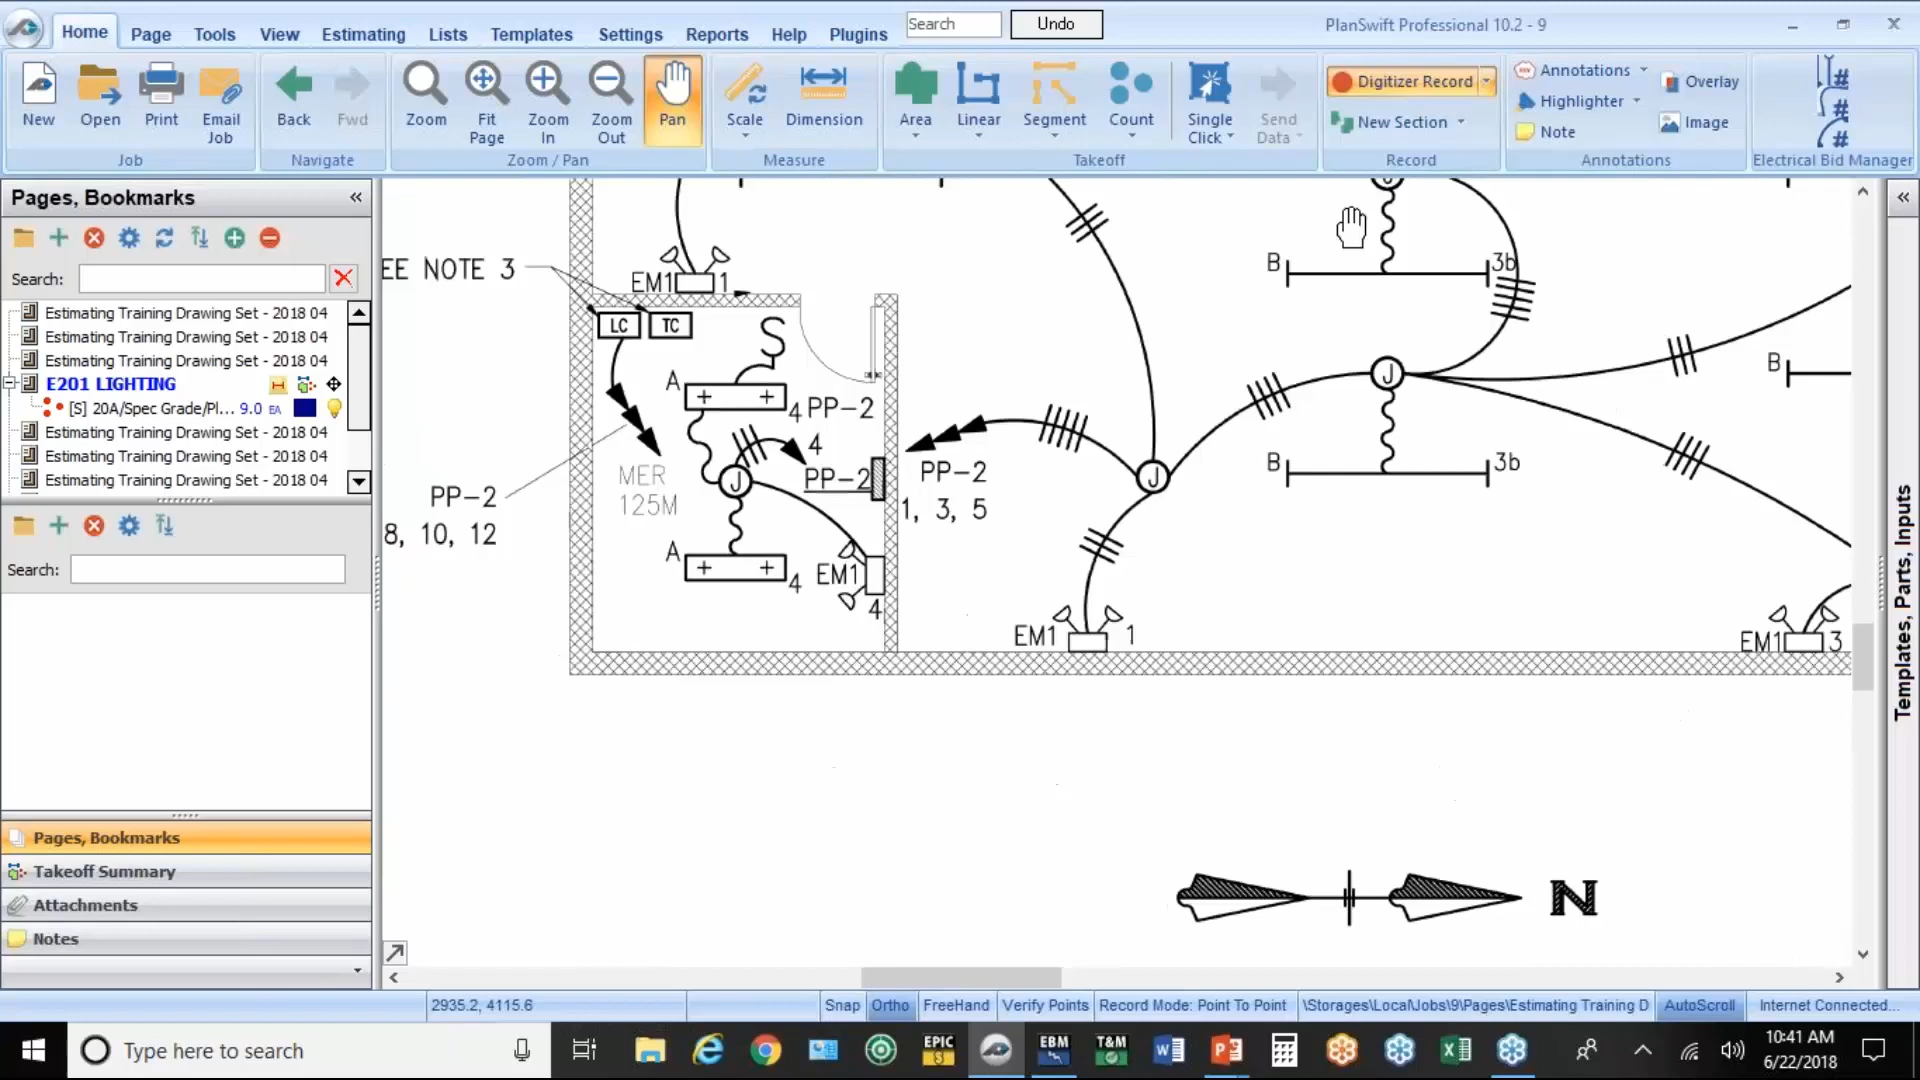 Home
Page
Tools
View
Estimating
Lists
Templates
Settings
Reports
Help
Plugins
Search
Undo
PlanSwift Professional 10.2 - 9
New
Open
Print
Email Job
Job
Back
Fwd
Navigate
Zoom
Fit Page
Zoom In
Zoom Out
Pan
Zoom / Pan
Scale
Dimension
Measure
Area
Linear
Segment
Count
Single Click
Send Data
Takeoff
Digitizer Record
New Section
Record
Annotations
Highlighter
Note
Overlay
Image
Annotations
#
#
#
Electrical Bid Manager
Pages, Bookmarks
Search:
Estimating Training Drawing Set - 2018 04
Estimating Training Drawing Set - 2018 04
Estimating Training Drawing Set - 2018 04
E201 LIGHTING
[S] 20A/Spec Grade/Pl... 9.0 EA
Estimating Training Drawing Set - 2018 04
Estimating Training Drawing Set - 2018 04
Estimating Training Drawing Set - 2018 04
Search:
Pages, Bookmarks
Takeoff Summary
Attachments
Notes
EE NOTE 3
EM1 1
LC TC
S
A
4 PP-2
4
MER
125M
J
PP-2
PP-2
8, 10, 12
A
4
EM1
4
PP-2
1, 3, 5
J
EM1 1
J
B 3b
J
B 3b
B
EM1 3
N
Templates, Parts, Inputs
2935.2, 4115.6
Snap
Ortho
FreeHand
Verify Points
Record Mode: Point To Point
\Storages\Local\Jobs\9\Pages\Estimating Training D
AutoScroll
Internet Connected...
Type here to search
EPIC
S
EBM
T&M
10:41 AM
6/22/2018